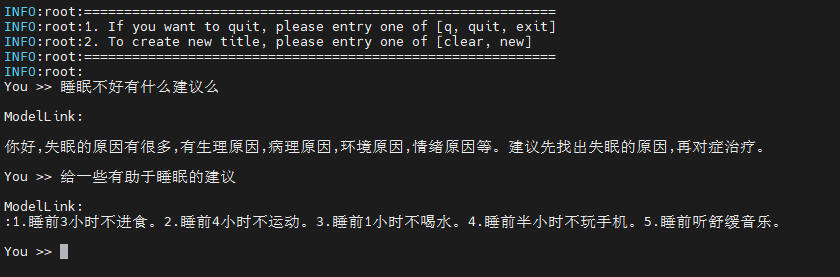 INFO:root:==========================================================
INFO:root:1. If you want to quit, please entry one of [q, quit, exit]
INFO:root:2. To create new title, please entry one of [clear, new]
INFO:root:==========================================================
INFO:root:
You >> 睡眠不好有什么建议么
ModelLink:
你好,失眠的原因有很多,有生理原因,病理原因,环境原因,情绪原因等。建议先找出失眠的原因,再对症治疗。
You >> 给一些有助于睡眠的建议
ModelLink:
:1.睡前3小时不进食。2.睡前4小时不运动。3.睡前1小时不喝水。4.睡前半小时不玩手机。5.睡前听舒缓音乐。
You >>